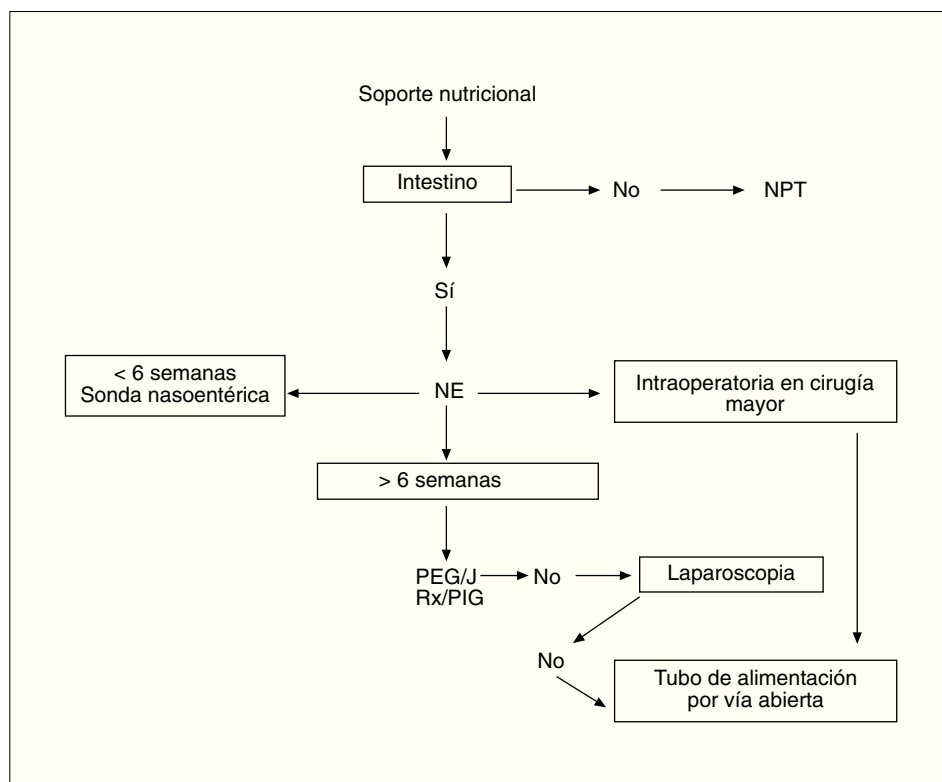 Soporte nutricional
Intestino
No
NPT
Sí
< 6 semanas
Sonda nasoentérica
NE
Intraoperatoria en cirugía
mayor
> 6 semanas
PEG/J
Rx/PIG
No
Laparoscopia
No
Tubo de alimentación
por vía abierta